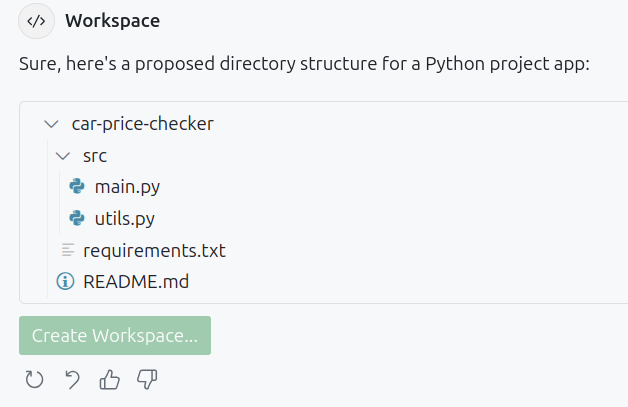 Workspace
Sure, here's a proposed directory structure for a Python project app:
car-price-checker
src
main.py
utils.py
requirements.txt
README.md
Create Workspace...